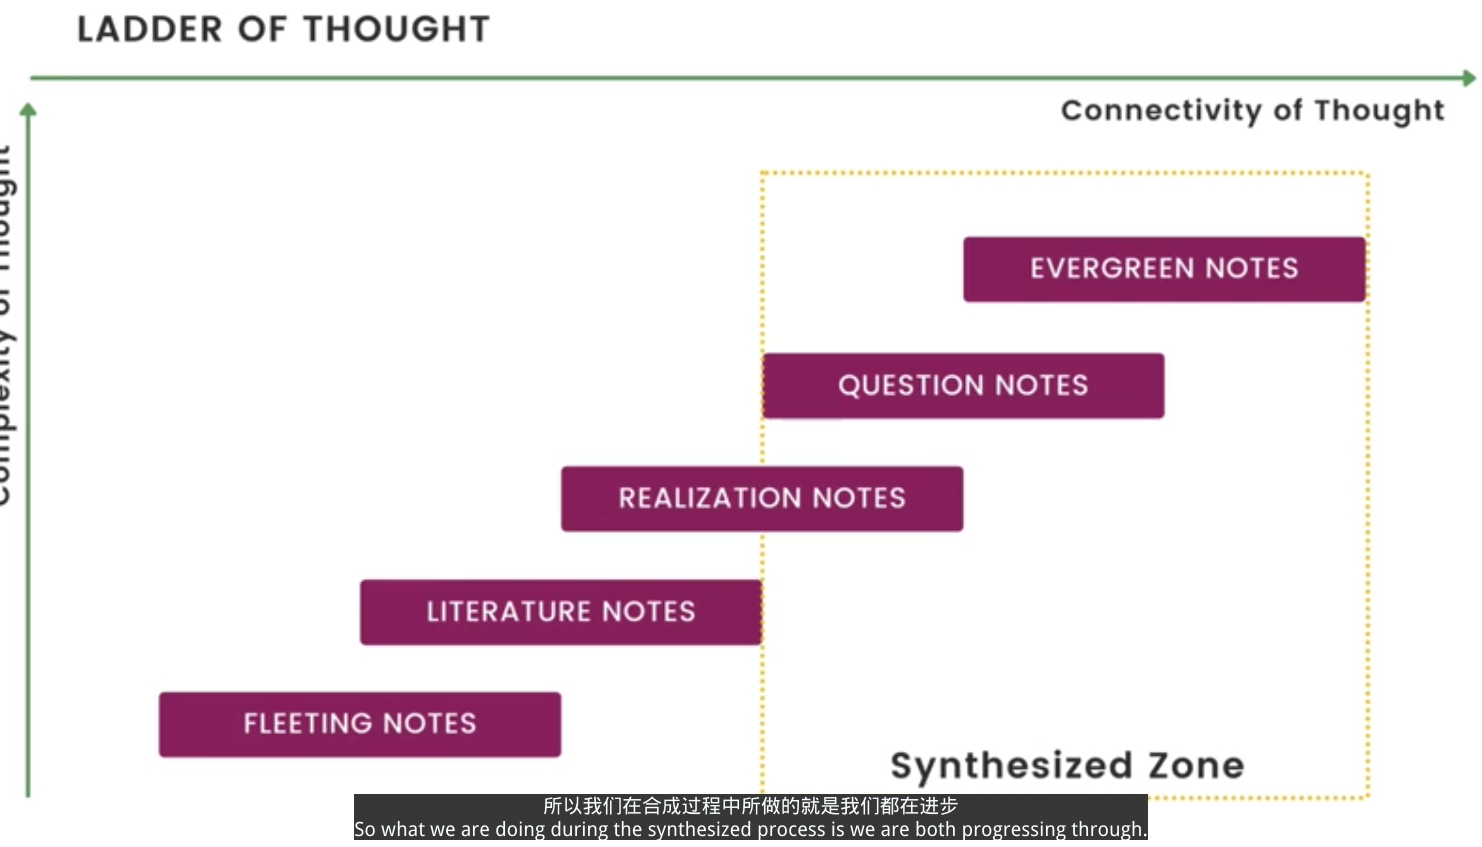 LADDER OF THOUGHT
Connectivity of Thought
Complexity of Thought
EVERGREEN NOTES
QUESTION NOTES
REALIZATION NOTES
LITERATURE NOTES
FLEETING NOTES
Synthesized Zone
所以我们在合成过程中所做的就是我们都在进步
So what we are doing during the synthesized process is we are both progressing through.